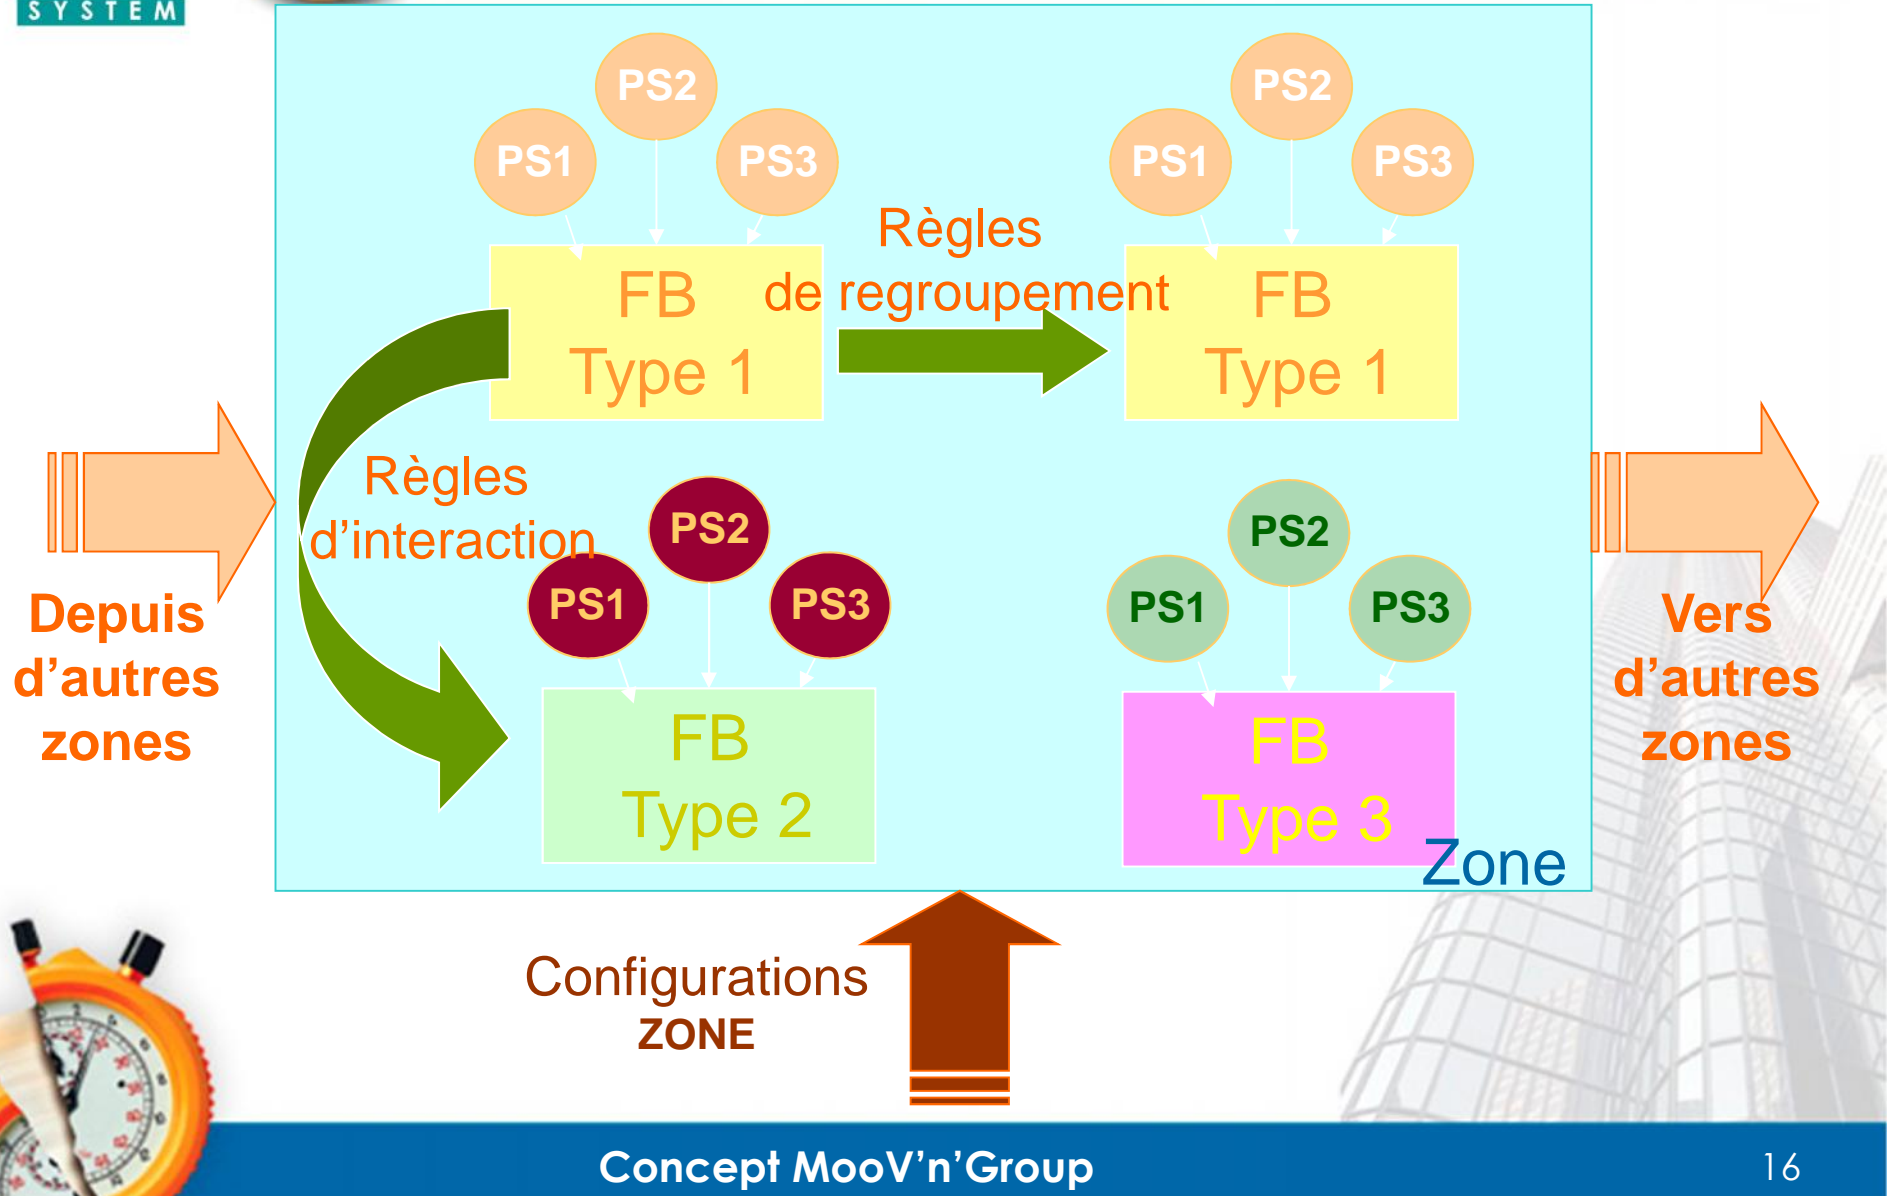 SYSTEM
PS2
PS1
PS3
FB
Type 1
Règles
de regroupement
PS2
PS1
PS3
FB
Type 1
Règles
d’interaction
PS2
PS1
PS3
FB
Type 2
PS2
PS1
PS3
FB
Type 3
Zone
Depuis
d’autres
zones
Vers
d’autres
zones
Configurations
ZONE
Concept MooV’n’Group
16